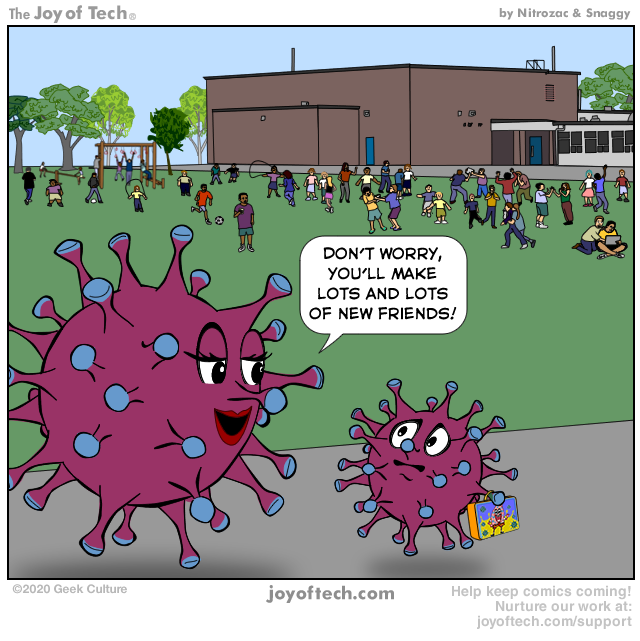 The Joy of Tech®
by Nitrozac & Snaggy
DON'T WORRY,
YOU'LL MAKE
LOTS AND LOTS
OF NEW FRIENDS!
©2020 Geek Culture
joyoftech.com
Help keep comics coming!
Nurture our work at:
joyoftech.com/support